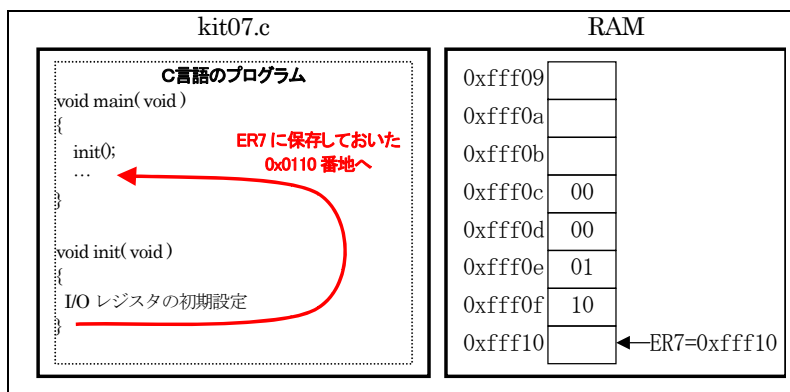 kit07.c
C言語のプログラム
void main( void )
{
init();
…
}
void init( void )
{
I/O レジスタの初期設定
}
ER7 に保存しておいた
0x0110 番地へ
RAM
0xfff09
0xfff0a
0xfff0b
0xfff0c 00
0xfff0d 00
0xfff0e 01
0xfff0f 10
0xfff10 ER7=0xfff10